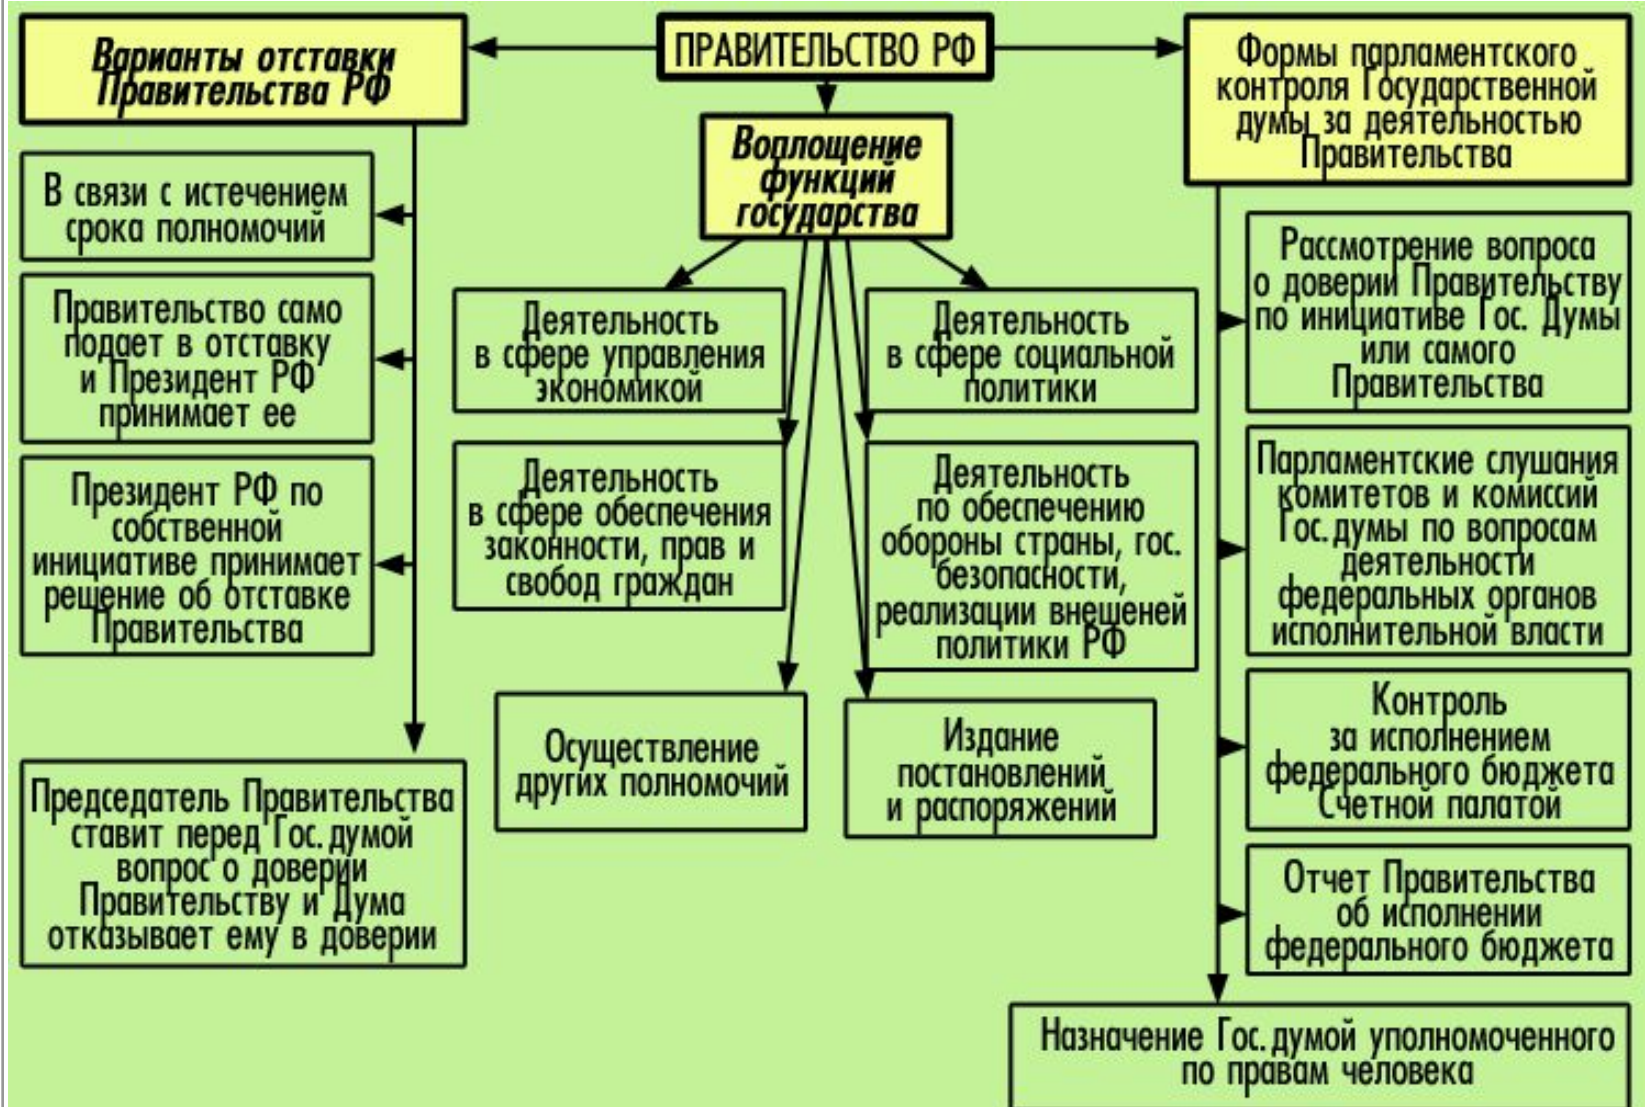 ПРАВИТЕЛЬСТВО РФ
Варианты отставки
Правительства РФ
В связи с истечением
срока полномочий
Правительство само
подает в отставку
и Президент РФ
принимает ее
Президент РФ по
собственной
инициативе принимает
решение об отставке
Правительства
Председатель Правительства
ставит перед Гос. думой
вопрос о доверии
Правительству и Дума
отказывает ему в доверии
Воплощение
функций
государства
Деятельность
в сфере управления
экономикой
Деятельность
в сфере социальной
политики
Деятельность
в сфере обеспечения
законности, прав и
свобод граждан
Деятельность
по обеспечению
обороны страны, гос.
безопасности,
реализации внешеней
политики РФ
Осуществление
других полномочий
Издание
постановлений
и распоряжений
Формы парламентского
контроля Государственной
думы за деятельностью
Правительства
Рассмотрение вопроса
о доверии Правительству
по инициативе Гос. Думы
или самого
Правительства
Парламентские слушания
комитетов и комиссий
Гос. думы по вопросам
деятельности
федеральных органов
исполнительной власти
Контроль
за исполнением
федерального бюджета
Счетной палатой
Отчет Правительства
об исполнении
федерального бюджета
Назначение Гос. думой уполномоченного
по правам человека